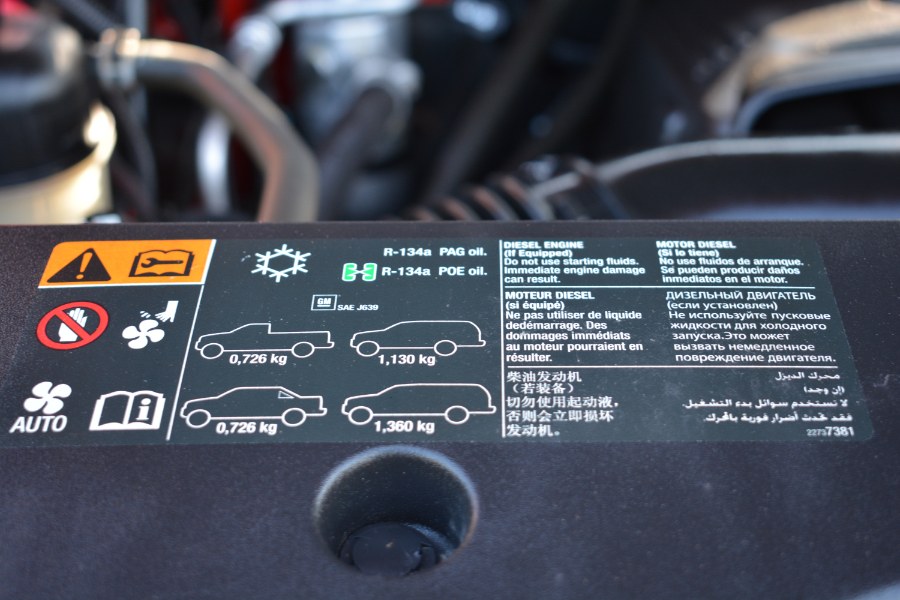 R-134a PAG oil.
R-134a POE oil.
GM SAE J639
0,726 kg
1,130 kg
0,726 kg
1,360 kg
AUTO
DIESEL ENGINE
(If Equipped)
Do not use starting fluids.
Immediate engine damage
can result.
MOTOR DIESEL
(Si lo tiene)
No use fluidos de arranque.
Se pueden producir daños
inmediatos en el motor.
MOTEUR DIESEL
(si équipé)
Ne pas utiliser de liquide
dedémarrage. Des
dommages immédiats
au moteur pourraient en
résulter.
ДИЗЕЛЬНЫЙ ДВИГАТЕЛЬ
(если установлен)
Не используйте пусковые
жидкости для холодного
запуска.Это может
вызвать немедленное
повреждение двигателя.
柴油发动机
（若装备）
切勿使用起动液，
否则会立即损坏
发动机。
محرك الديزل
(إن وجد)
لا تستخدم سوائل بدء التشغيل.
فقد تحدث أضرار فورية بالمحرك.
22737381